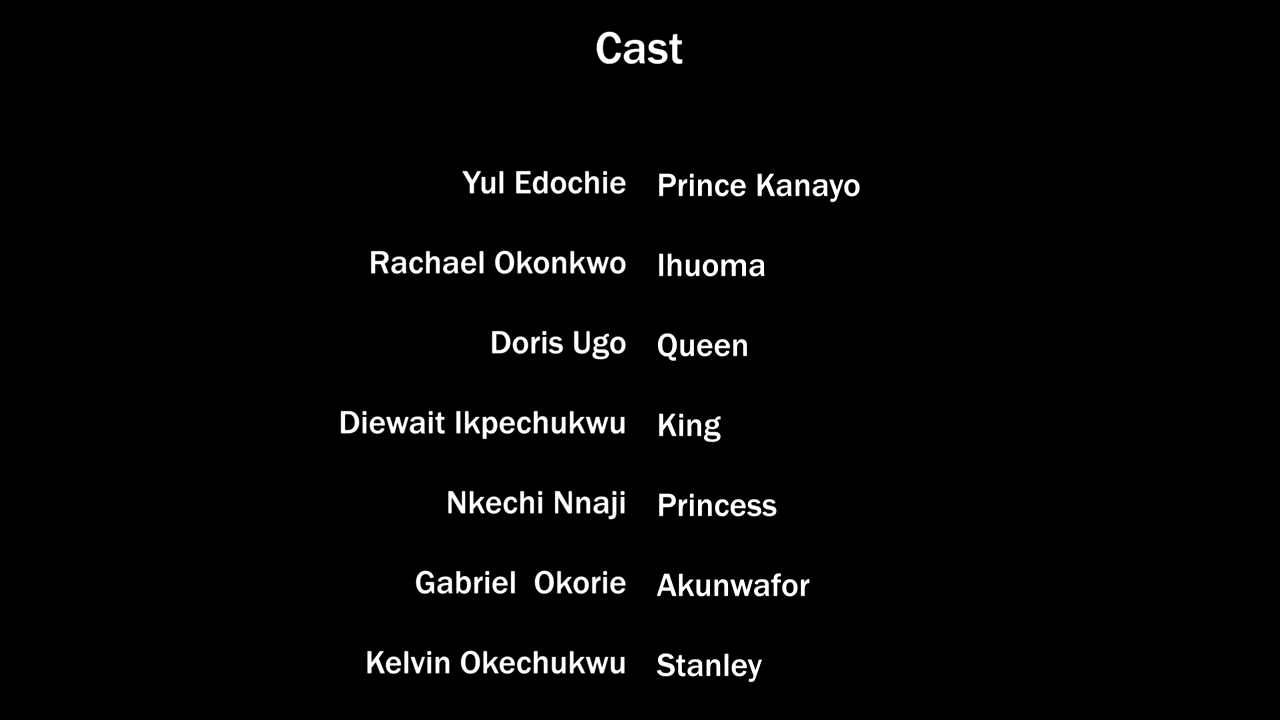 Cast
Yul Edochie Prince Kanayo
Rachael Okonkwo Ihuoma
Doris Ugo Queen
Diewait Ikpechukwu King
Nkechi Nnaji Princess
Gabriel Okorie Akunwafor
Kelvin Okechukwu Stanley